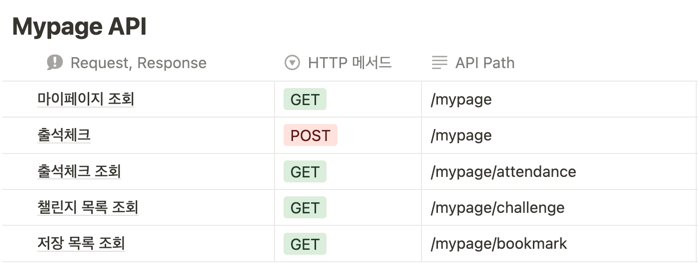 Mypage API
Request, Response HTTP 메서드 API Path
마이페이지 조회 GET /mypage
출석체크 POST /mypage
출석체크 조회 GET /mypage/attendance
챌린지 목록 조회 GET /mypage/challenge
저장 목록 조회 GET /mypage/bookmark